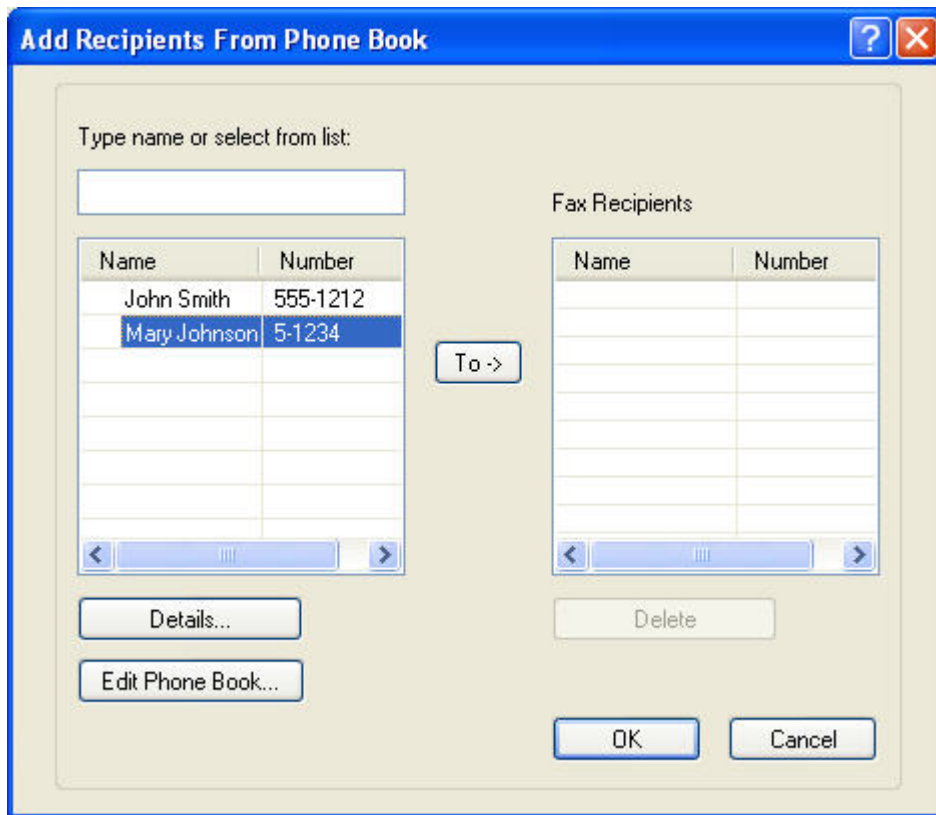 Add Recipients From Phone Book
Type name or select from list:
Name Number
John Smith 555-1212
Mary Johnson 5-1234
To ->
Fax Recipients
Name Number
Details...
Edit Phone Book...
Delete
OK Cancel